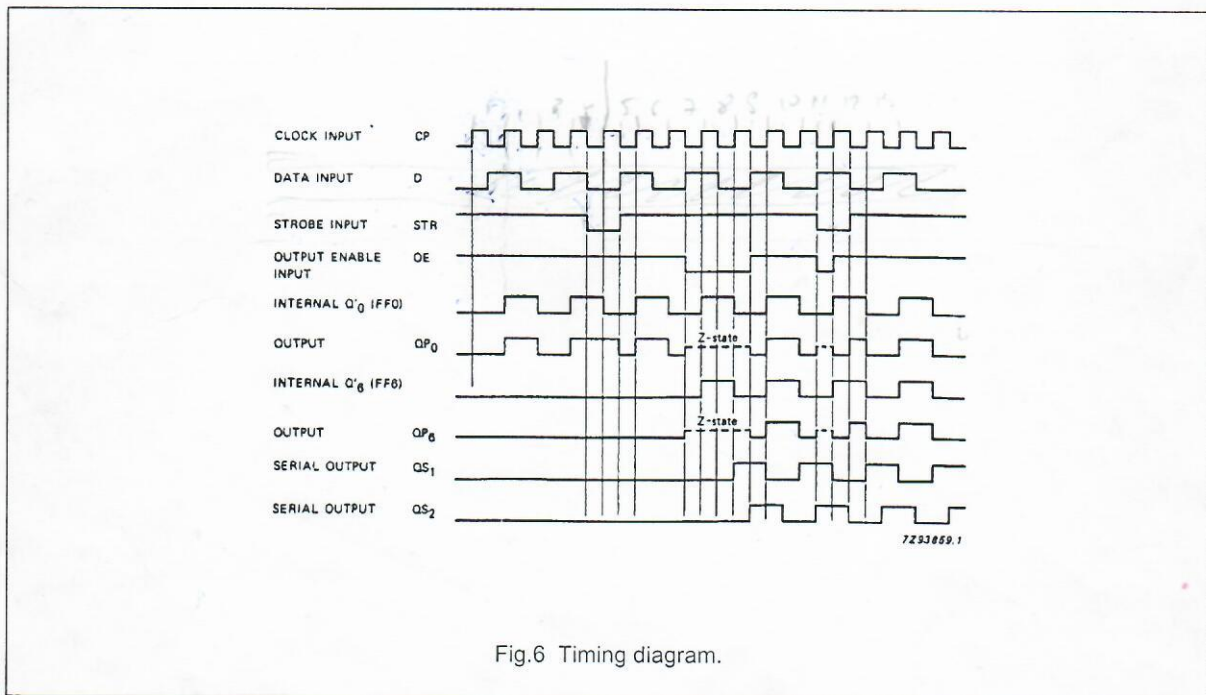 CLOCK INPUT CP
DATA INPUT D
STROBE INPUT STR
OUTPUT ENABLE INPUT OE
INTERNAL Q'0 (FF0)
Z-state
OUTPUT QP0
INTERNAL Q'6 (FF6)
Z-state
OUTPUT QP6
SERIAL OUTPUT QS1
SERIAL OUTPUT QS2
7Z93859.1
Fig.6 Timing diagram.